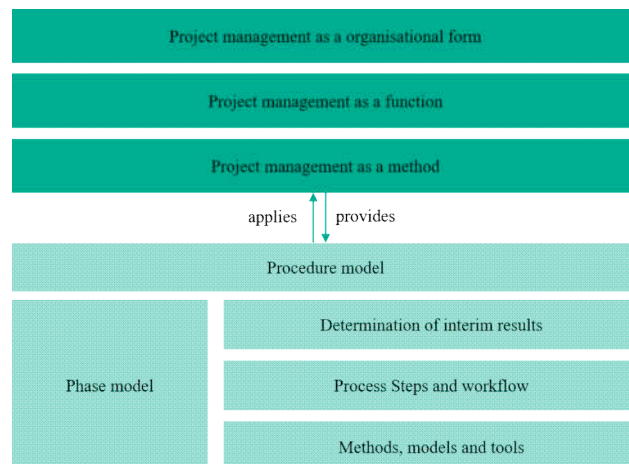 Project management as a organisational form
Project management as a function
Project management as a method
applies provides
Procedure model
Phase model
Determination of interim results
Process Steps and workflow
Methods, models and tools